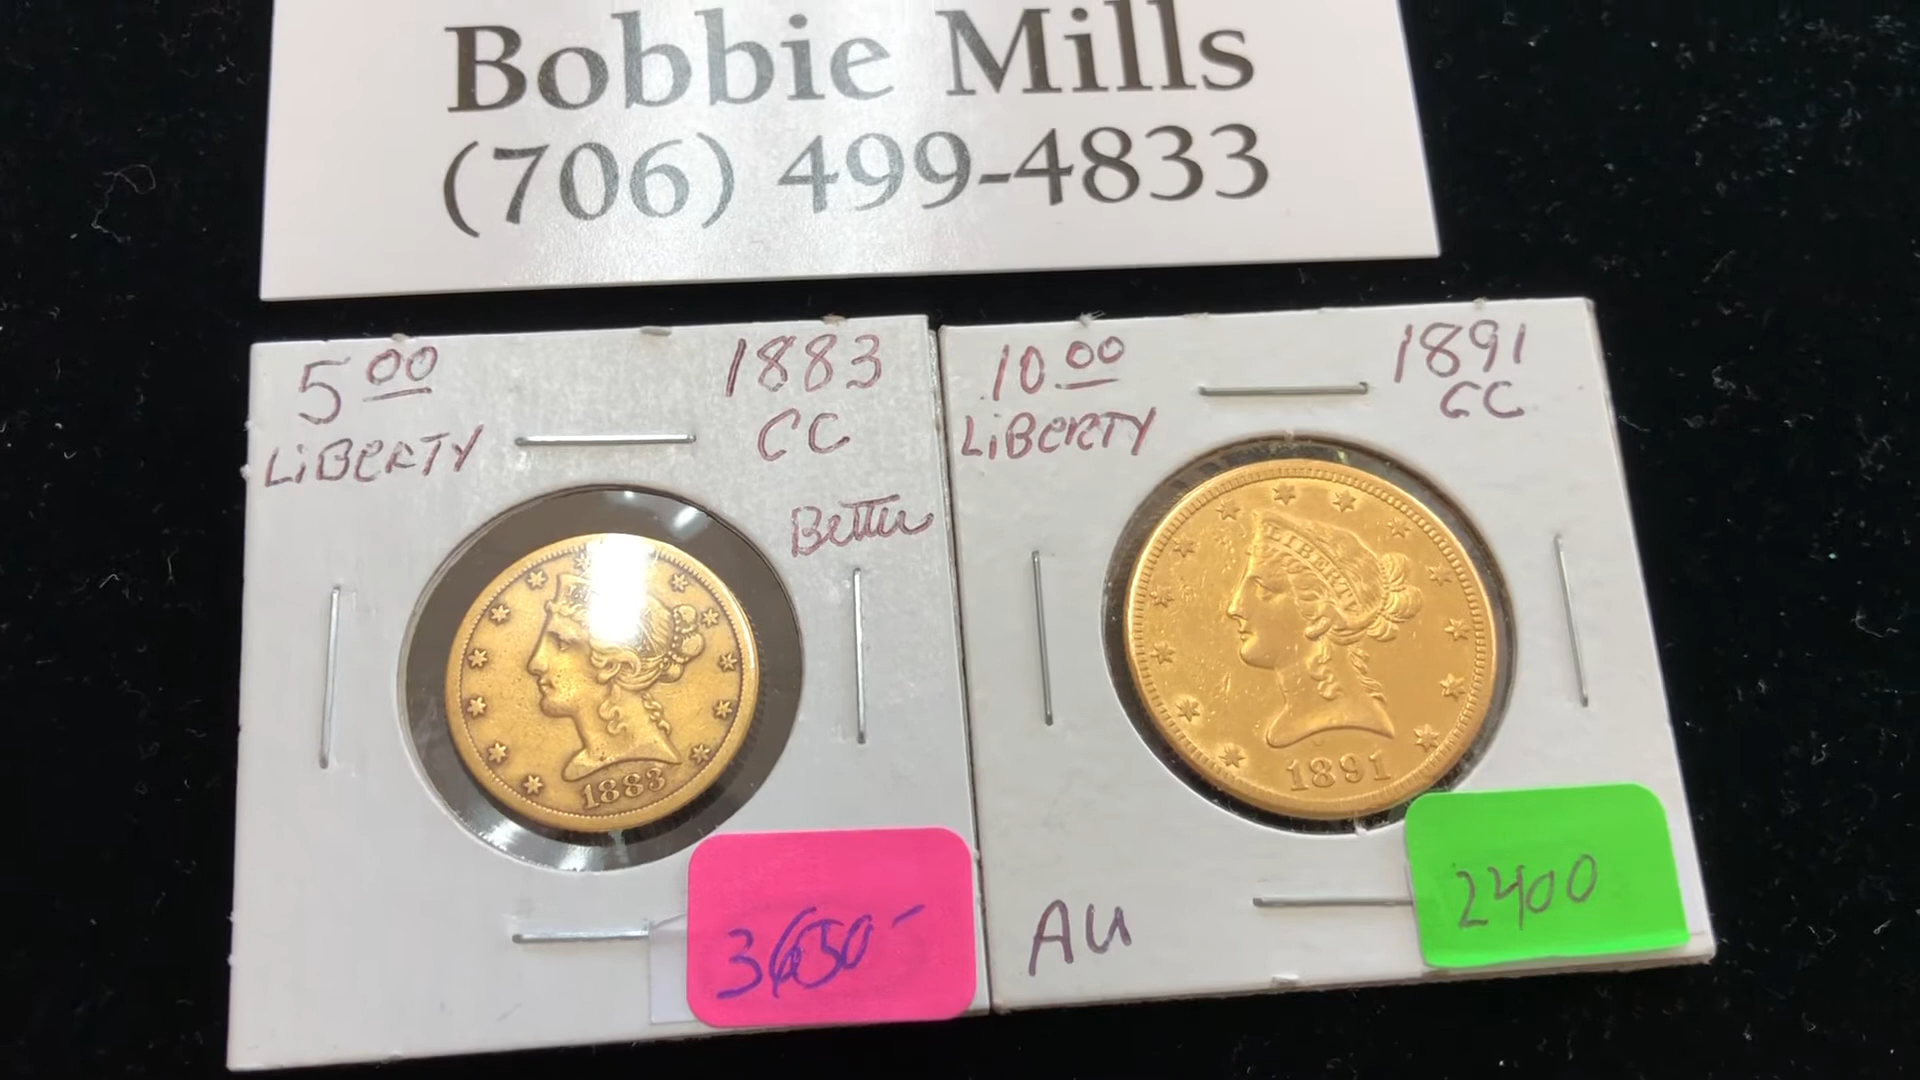 Bobbie Mills
(706) 499-4833
5 00
LiBERTY
1883
CC
Better
1883
3650-
10 00
LiBERTY
1891
CC
LIBERTY
1891
AU
2400